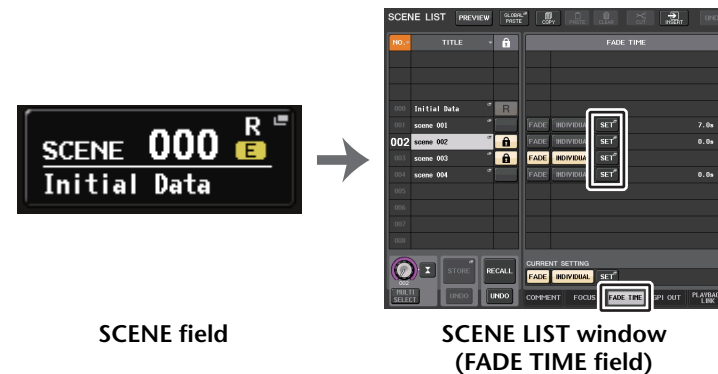 SCENE 000 R E
Initial Data
SCENE field
SCENE LIST PREVIEW GLOBAL PASTE COPY PASTE CLEAR CUT INSERT
NO. TITLE FADE TIME
000 Initial Data R
001 scene 001 FADE INDIVIDUAL SET 7.0s
002 scene 002 FADE INDIVIDUAL SET 0.0s
003 scene 003 FADE INDIVIDUAL SET
004 scene 004 FADE INDIVIDUAL SET 0.0s
005
006
007
008
CURRENT SETTING
STORE RECALL FADE INDIVIDUAL SET
002
MULTI SELECT UNDO UNDO COMMENT FOCUS FADE TIME GPI OUT
SCENE LIST window
(FADE TIME field)